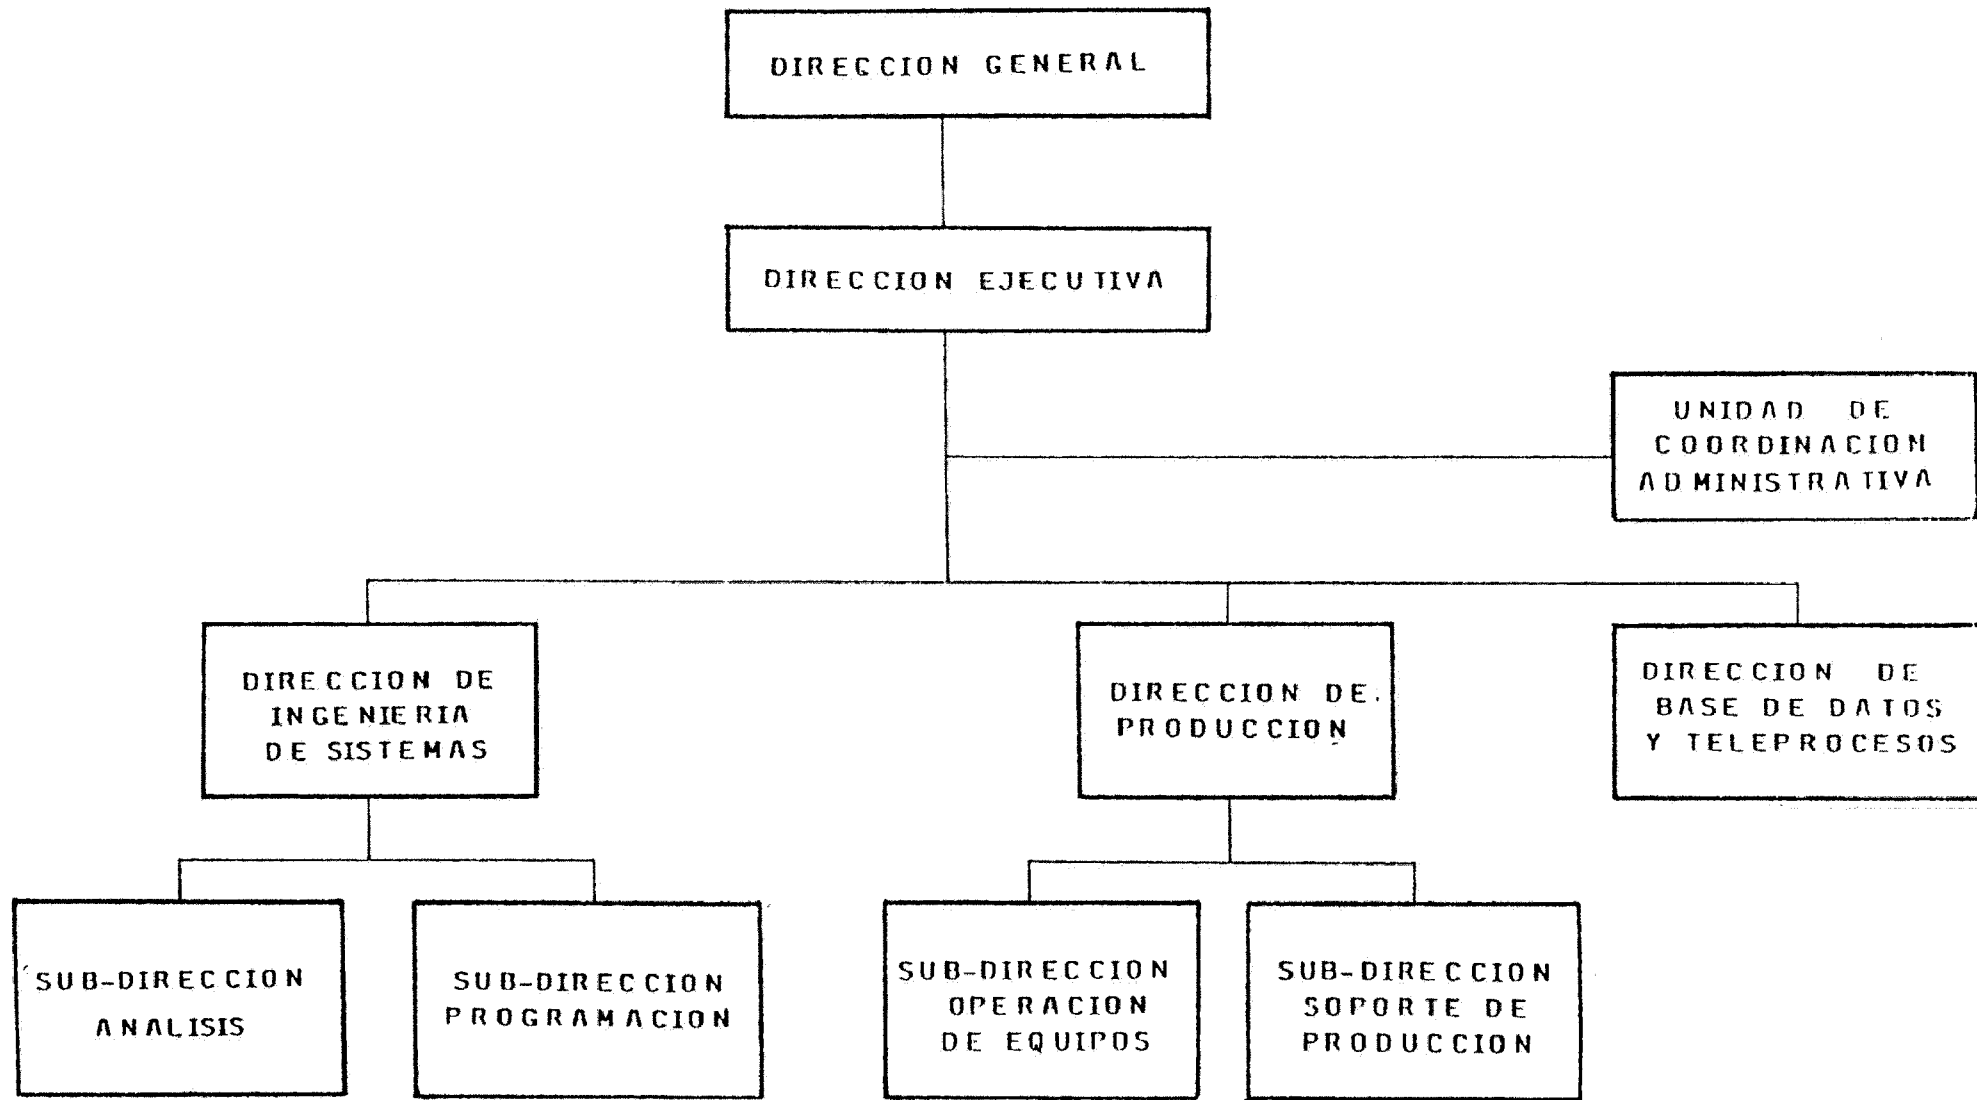 DIRECCION GENERAL
DIRECCION EJECUTIVA
UNIDAD DE
COORDINACION
ADMINISTRATIVA
DIRECCION DE
INGENIERIA
DE SISTEMAS
DIRECCION DE
PRODUCCION
DIRECCION DE
BASE DE DATOS
Y TELEPROCESOS
SUB-DIRECCION
ANALISIS
SUB-DIRECCION
PROGRAMACION
SUB-DIRECCION
OPERACION
DE EQUIPOS
SUB-DIRECCION
SOPORTE DE
PRODUCCION